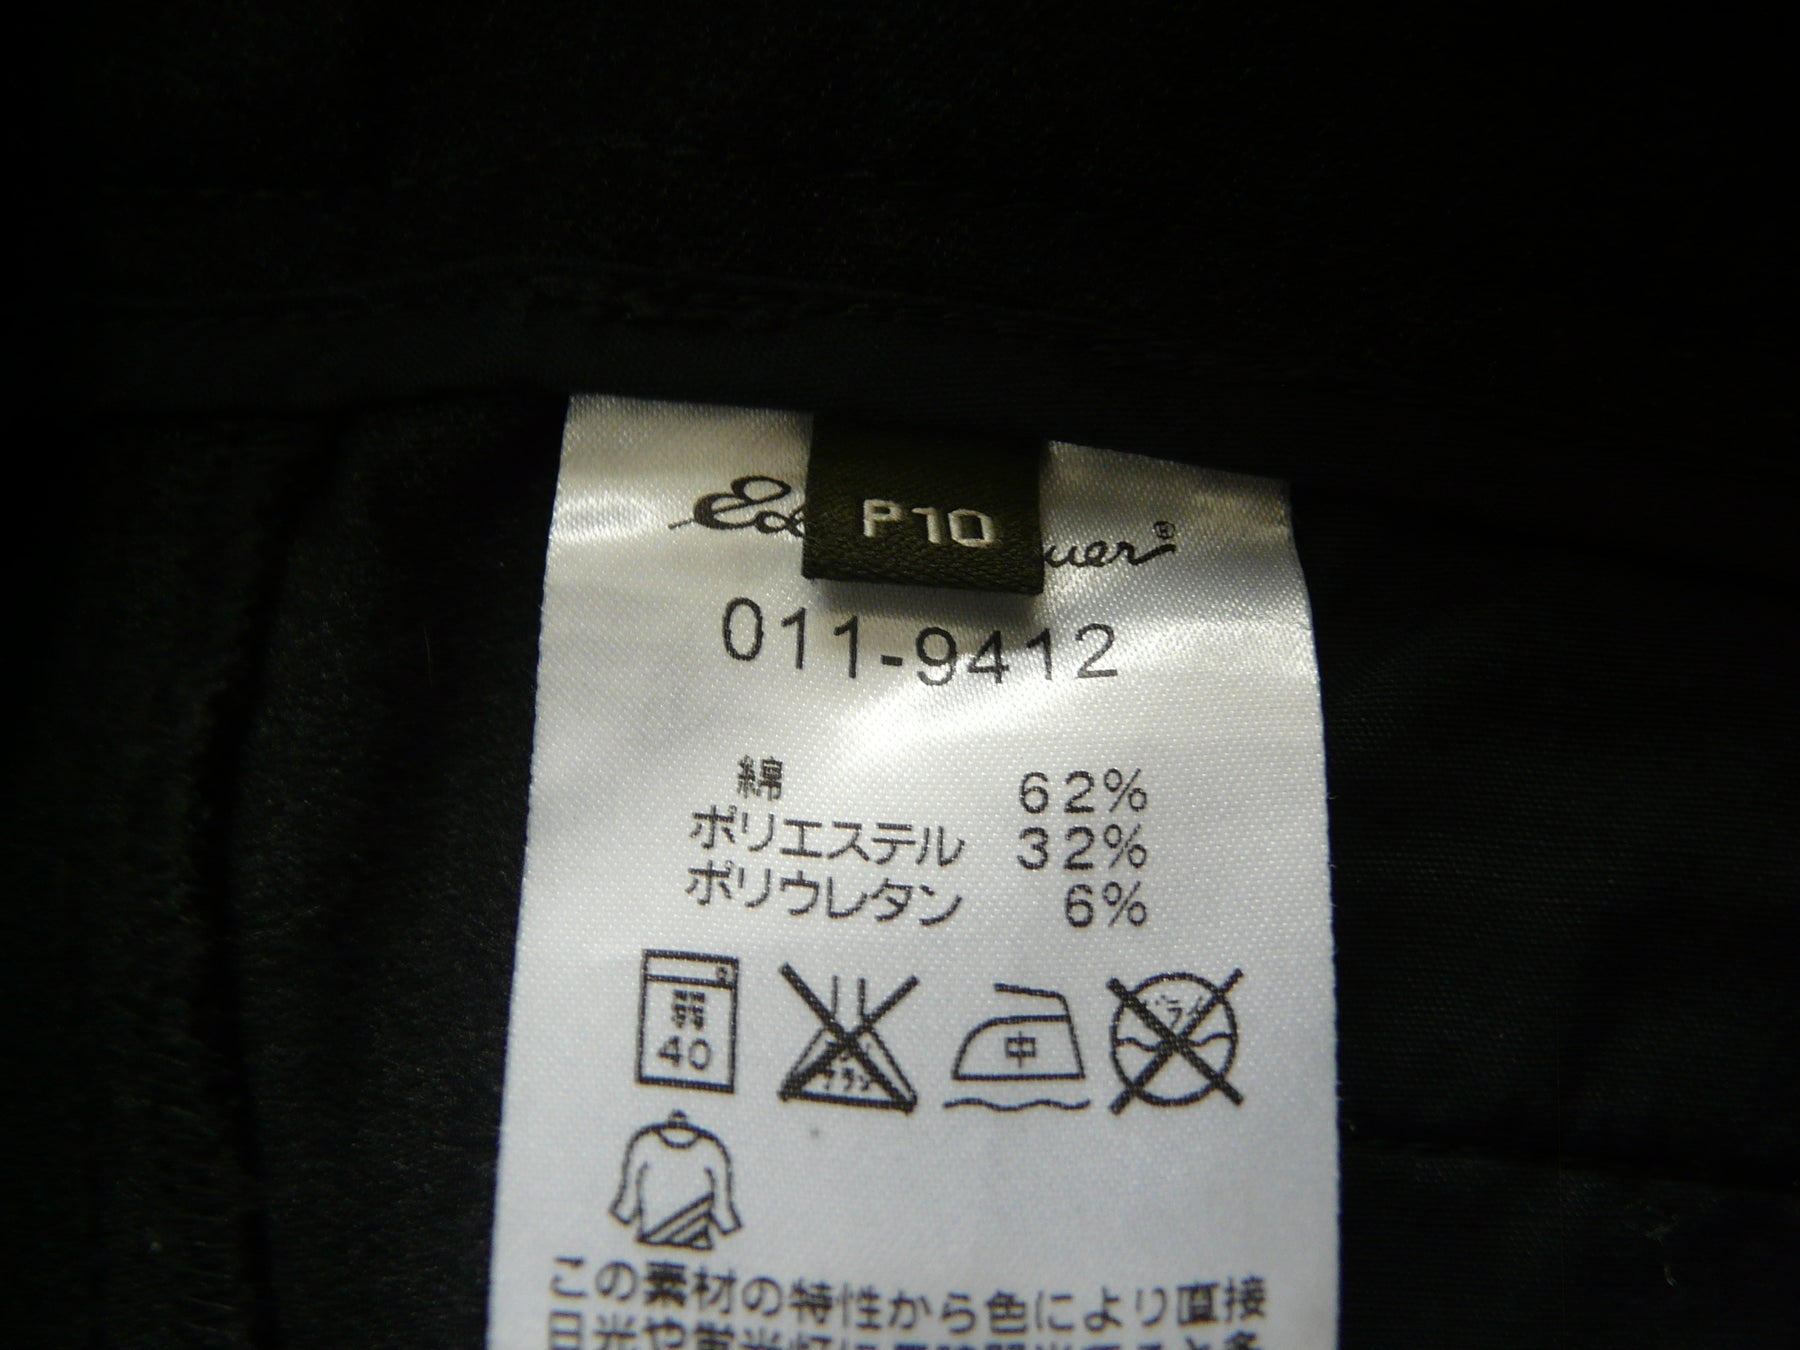 P10
011-9412
綿 62%
ポリエステル 32%
ポリウレタン 6%
40
中
この素材の特性から色により直接